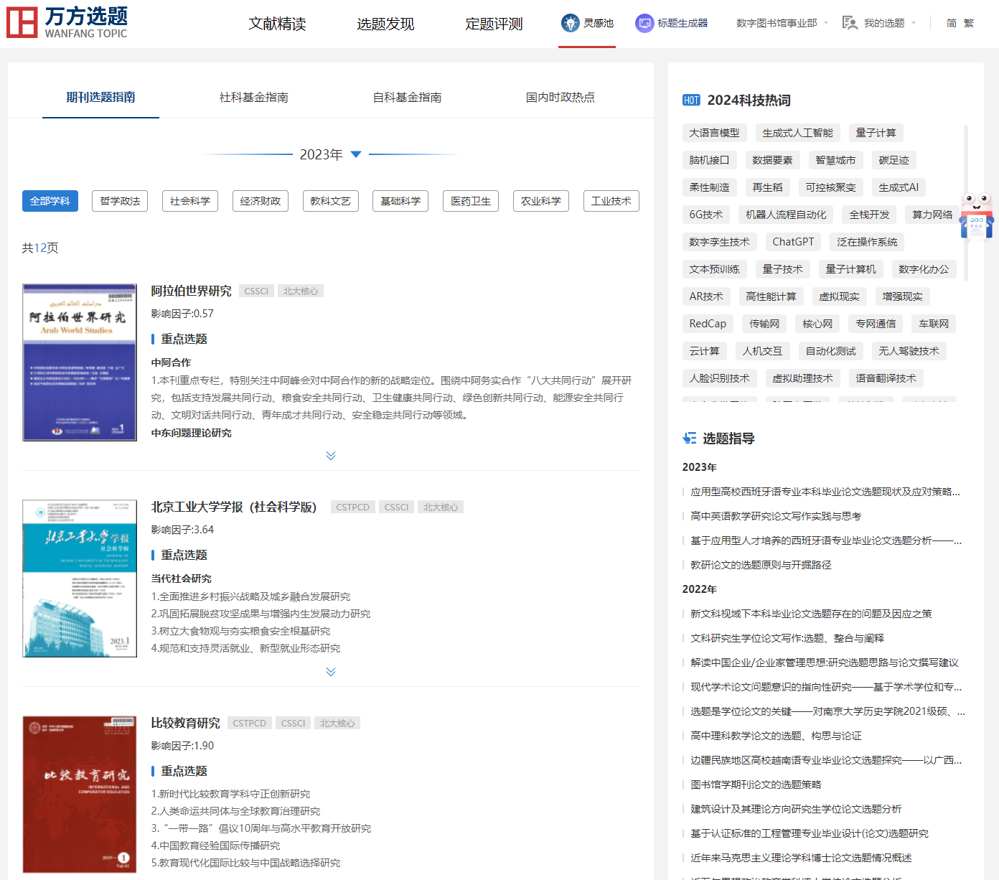 万方选题
WANFANG TOPIC
文献精读 选题发现 定题评测 灵感池 标题生成器 数字图书馆事业部 我的选题 简 繁
期刊选题指南 社科基金指南 自科基金指南 国内时政热点
2023年
全部学科 哲学政法 社会科学 经济财政 教科文艺 基础科学 医药卫生 农业科学 工业技术
共12页
阿拉伯世界研究
Arab World Studies
1
阿拉伯世界研究 CSSCI 北大核心
影响因子:0.57
重点选题
中阿合作
1.本刊重点专栏，特别关注中阿峰会对中阿合作的新的战略定位。围绕中阿务实合作“八大共同行动”展开研
究，包括支持发展共同行动、粮食安全共同行动、卫生健康共同行动、绿色创新共同行动、能源安全共同行
动、文明对话共同行动、青年成才共同行动、安全稳定共同行动等领域。
中东问题理论研究
北京工业大学学报
社会科学版
2023.1
北京工业大学学报（社会科学版） CSTPCD CSSCI 北大核心
影响因子:3.64
重点选题
当代社会研究
1.全面推进乡村振兴战略及城乡融合发展研究
2.巩固拓展脱贫攻坚成果与增强内生发展动力研究
3.树立大食物观与夯实粮食安全根基研究
4.规范和支持灵活就业、新型就业形态研究
比较教育研究
INTERNATIONAL AND
COMPARATIVE EDUCATION
2019— 1
Vol.41
比较教育研究 CSTPCD CSSCI 北大核心
影响因子:1.90
重点选题
1.新时代比较教育学科守正创新研究
2.人类命运共同体与全球教育治理研究
3.“一带一路”倡议10周年与高水平教育开放研究
4.中国教育经验国际传播研究
5.教育现代化国际比较与中国战略选择研究
HOT 2024科技热词
大语言模型 生成式人工智能 量子计算
脑机接口 数据要素 智慧城市 碳足迹
柔性制造 再生稻 可控核聚变 生成式AI
6G技术 机器人流程自动化 全栈开发 算力网络
数字孪生技术 ChatGPT 泛在操作系统
文本预训练 量子技术 量子计算机 数字化办公
AR技术 高性能计算 虚拟现实 增强现实
RedCap 传输网 核心网 专网通信 车联网
云计算 人机交互 自动化测试 无人驾驶技术
人脸识别技术 虚拟助理技术 语音翻译技术
选题指导
2023年
应用型高校西班牙语专业本科毕业论文选题现状及应对策略...
高中英语教学研究论文写作实践与思考
基于应用型人才培养的西班牙语专业毕业论文选题分析——...
教研论文的选题原则与开掘路径
2022年
新文科视域下本科毕业论文选题存在的问题及因应之策
文科研究生学位论文写作:选题、整合与阐释
解读中国企业/企业家管理思想:研究选题思路与论文撰写建议
现代学术论文问题意识的指向性研究——基于学术学位和专...
选题是学位论文的关键——对南京大学历史学院2021级硕、...
高中理科教学论文的选题、构思与论证
边疆民族地区高校越南语专业毕业论文选题探究——以广西...
图书馆学期刊论文的选题策略
建筑设计及其理论方向研究生学位论文选题分析
基于认证标准的工程管理专业毕业设计(论文)选题研究
近年来马克思主义理论学科博士论文选题情况概述